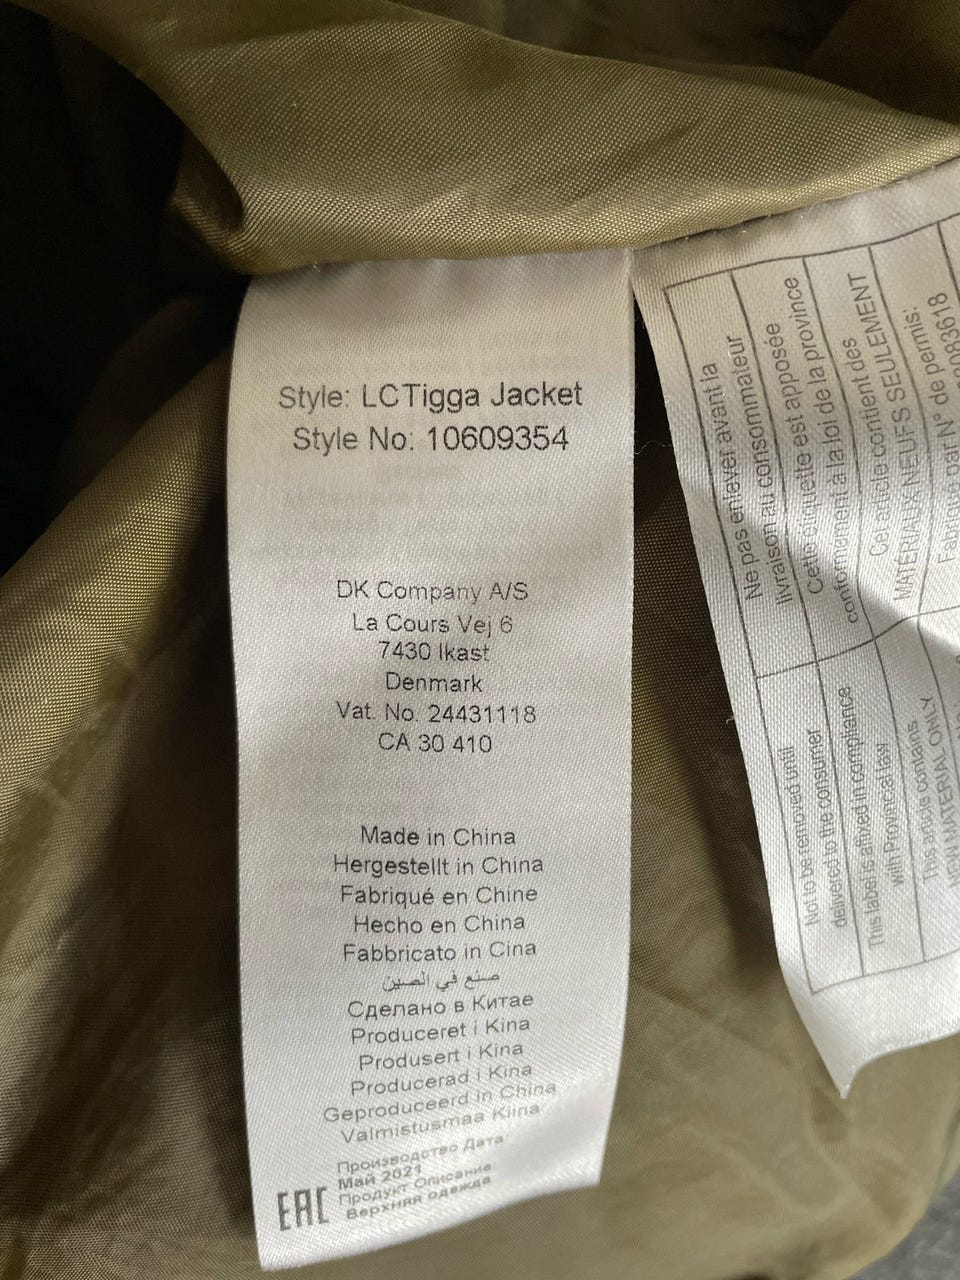 Style: LCTigga Jacket
Style No: 10609354
DK Company A/S
La Cours Vej 6
7430 Ikast
Denmark
Vat. No. 24431118
CA 30 410
Made in China
Hergestellt in China
Fabriqué en Chine
Hecho en China
Fabbricato in Cina
صنع في الصين
Сделано в Китае
Produceret i Kina
Produsert i Kina
Producerad i Kina
Geproduceerd in China
Valmistusmaa Kiina
Производство Дата:
Май 2021
Продукт Описание:
Верхняя одежда
EAC
Ne pas enlever avant la
livraison au consommateur
Cette étiquette est apposée
conformément à la loi de la province
Cet article contient des
MATÉRIAUX NEUFS SEULEMENT
Fabriqué par N° de permis:
Not to be removed until
delivered to the consumer
This label is affixed in compliance
with Provincial law
This article contains
NEW MATERIAL ONLY